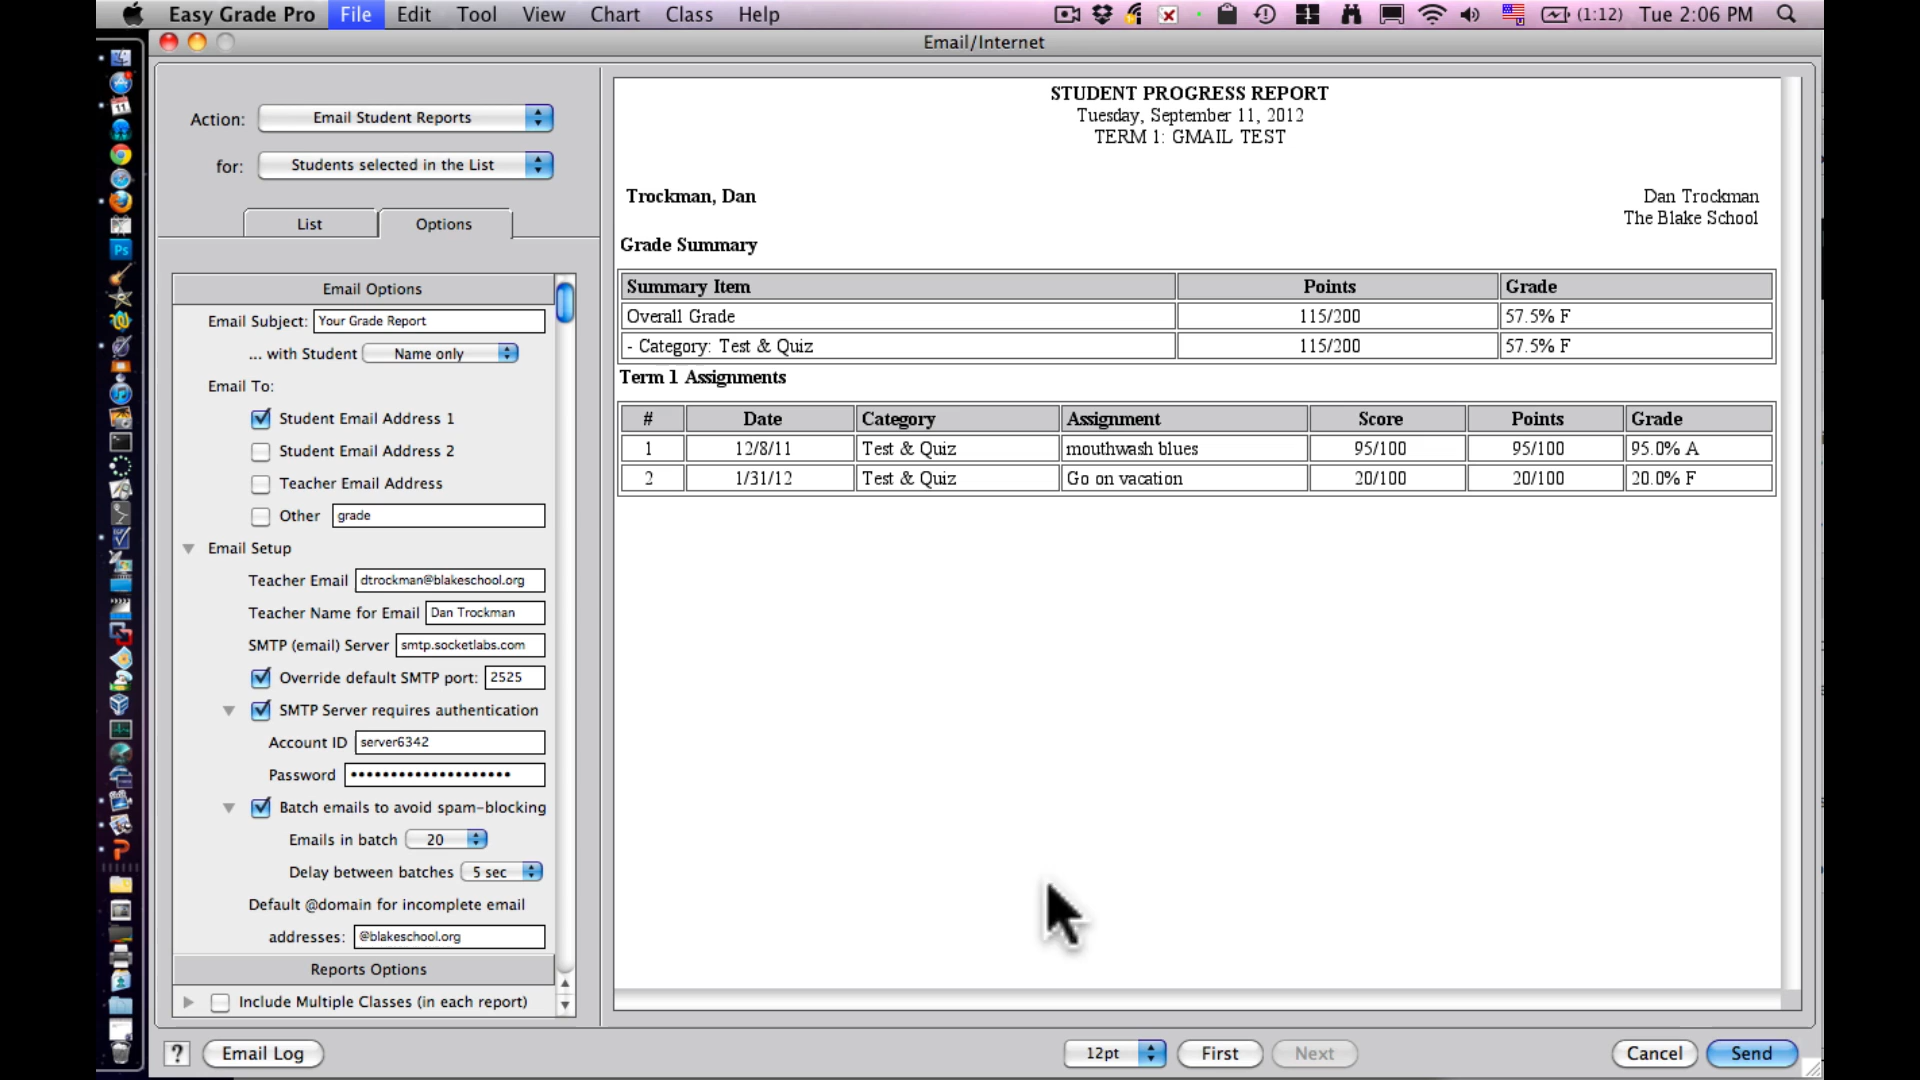 Easy Grade Pro File Edit Tool View Chart Class Help (1:12) Tue 2:06 PM
Email/Internet
Action: Email Student Reports
for: Students selected in the List
List Options
Email Options
Email Subject: Your Grade Report
... with Student Name only
Email To:
Student Email Address 1
Student Email Address 2
Teacher Email Address
Other grade
Email Setup
Teacher Email dtrockman@blakeschool.org
Teacher Name for Email Dan Trockman
SMTP (email) Server smtp.socketlabs.com
Override default SMTP port: 2525
SMTP Server requires authentication
Account ID server6342
Password ••••••••••••••••••••
Batch emails to avoid spam-blocking
Emails in batch 20
Delay between batches 5 sec
Default @domain for incomplete email
addresses: @blakeschool.org
Reports Options
Include Multiple Classes (in each report)
STUDENT PROGRESS REPORT
Tuesday, September 11, 2012
TERM 1: GMAIL TEST
Trockman, Dan Dan Trockman
The Blake School
Grade Summary
Summary Item Points Grade
Overall Grade 115/200 57.5% F
- Category: Test & Quiz 115/200 57.5% F
Term 1 Assignments
# Date Category Assignment Score Points Grade
1 12/8/11 Test & Quiz mouthwash blues 95/100 95/100 95.0% A
2 1/31/12 Test & Quiz Go on vacation 20/100 20/100 20.0% F
? Email Log 12pt First Next Cancel Send
11
Ps